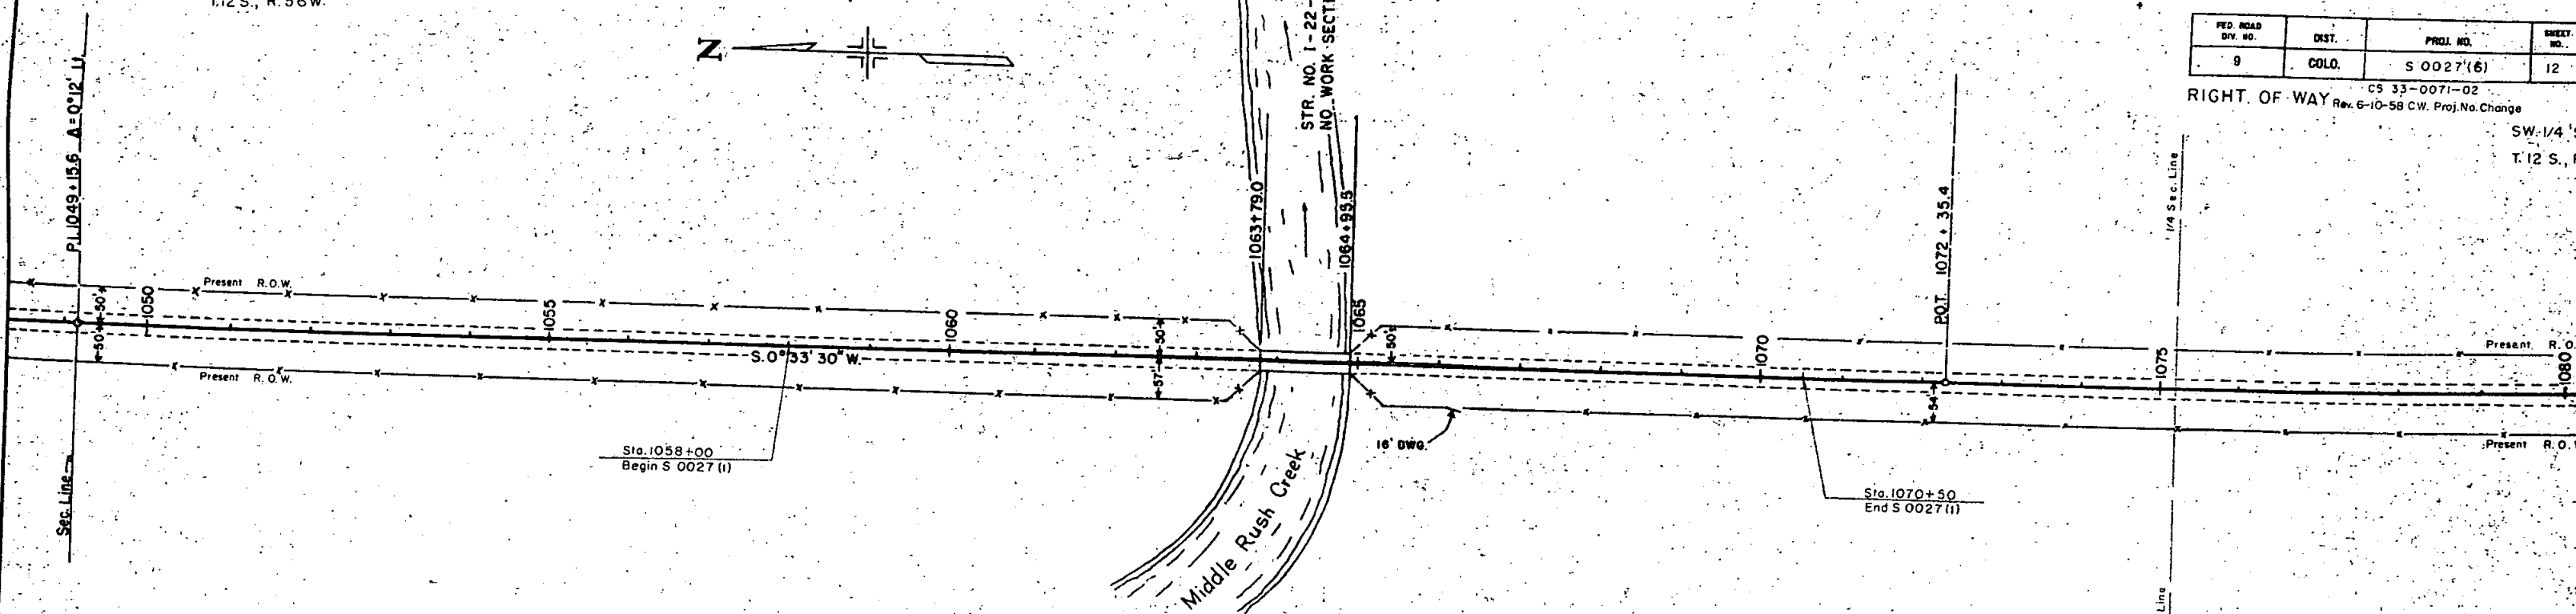 T.12 S., R. 56 W.
N
STR. NO. I-22-
NO WORK SECTI
FED. ROAD DIV. NO. DIST. PROJ. NO. SHEET NO.
9 COLO. S 0027 (6) 12
CS 33-0071-02
RIGHT. OF WAY Rev. 6-10-58 C.W. Proj. No. Change
SW. 1/4
T. 12 S.,
P.I. 1049+15.6 Δ=0°12' Lt
1063+79.0
1064+95.5
P.O.T. 1072 + 35.4
1/4 Sec. Line
Present R.O.W.
50'
50'
1050
1055
1060
50'
57'
1065
50'
1070
54'
1075
Present R.O.
1080
S. 0° 33' 30" W.
Present R.O.W.
Present R.O.
16' DWG.
Sta. 1058+00
Begin S 0027 (1)
Sta. 1070+50
End S 0027 (1)
Sec. Line
Middle Rush Creek
Line